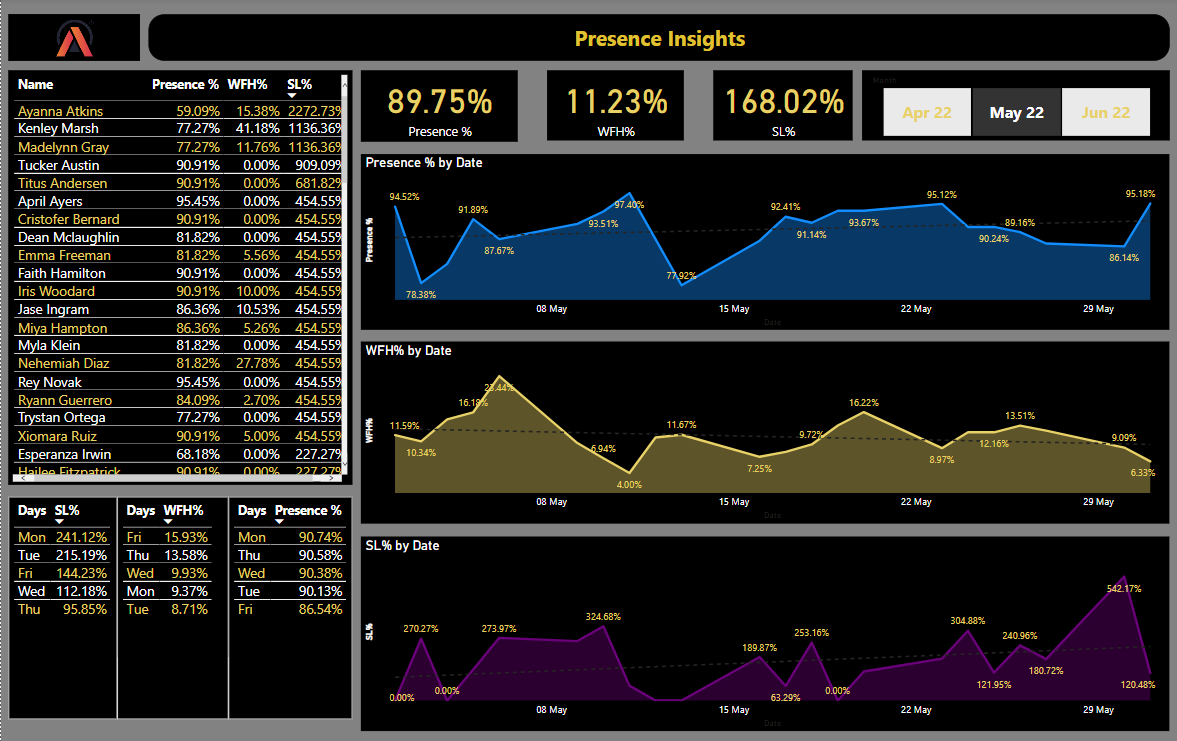 Presence Insights
Name Presence % WFH% SL%
Ayanna Atkins 59.09% 15.38% 2272.73%
Kenley Marsh 77.27% 41.18% 1136.36%
Madelynn Gray 77.27% 11.76% 1136.36%
Tucker Austin 90.91% 0.00% 909.09%
Titus Andersen 90.91% 0.00% 681.82%
April Ayers 95.45% 0.00% 454.55%
Cristofer Bernard 90.91% 0.00% 454.55%
Dean Mclaughlin 81.82% 0.00% 454.55%
Emma Freeman 81.82% 5.56% 454.55%
Faith Hamilton 90.91% 0.00% 454.55%
Iris Woodard 90.91% 10.00% 454.55%
Jase Ingram 86.36% 10.53% 454.55%
Miya Hampton 86.36% 5.26% 454.55%
Myla Klein 81.82% 0.00% 454.55%
Nehemiah Diaz 81.82% 27.78% 454.55%
Rey Novak 95.45% 0.00% 454.55%
Ryann Guerrero 84.09% 2.70% 454.55%
Trystan Ortega 77.27% 0.00% 454.55%
Xiomara Ruiz 90.91% 5.00% 454.55%
Esperanza Irwin 68.18% 0.00% 227.27%
Hailee Fitzpatrick 90.91% 0.00% 227.27%
89.75%
Presence %
11.23%
WFH%
168.02%
SL%
Month
Apr 22 May 22 Jun 22
Presence % by Date
Presence %
94.52% 78.38% 91.89% 87.67% 93.51% 97.40% 77.92% 92.41% 91.14% 93.67% 95.12% 90.24% 89.16% 86.14% 95.18%
08 May 15 May 22 May 29 May
Date
WFH% by Date
WFH%
11.59% 10.34% 16.18% 23.44% 6.94% 4.00% 11.67% 7.25% 9.72% 16.22% 8.97% 12.16% 13.51% 9.09% 6.33%
08 May 15 May 22 May 29 May
Date
SL% by Date
SL%
0.00% 270.27% 0.00% 273.97% 324.68% 189.87% 63.29% 253.16% 0.00% 304.88% 121.95% 240.96% 180.72% 542.17% 120.48%
08 May 15 May 22 May 29 May
Date
Days SL%
Mon 241.12%
Tue 215.19%
Fri 144.23%
Wed 112.18%
Thu 95.85%
Days WFH%
Fri 15.93%
Thu 13.58%
Wed 9.93%
Mon 9.37%
Tue 8.71%
Days Presence %
Mon 90.74%
Thu 90.58%
Wed 90.38%
Tue 90.13%
Fri 86.54%